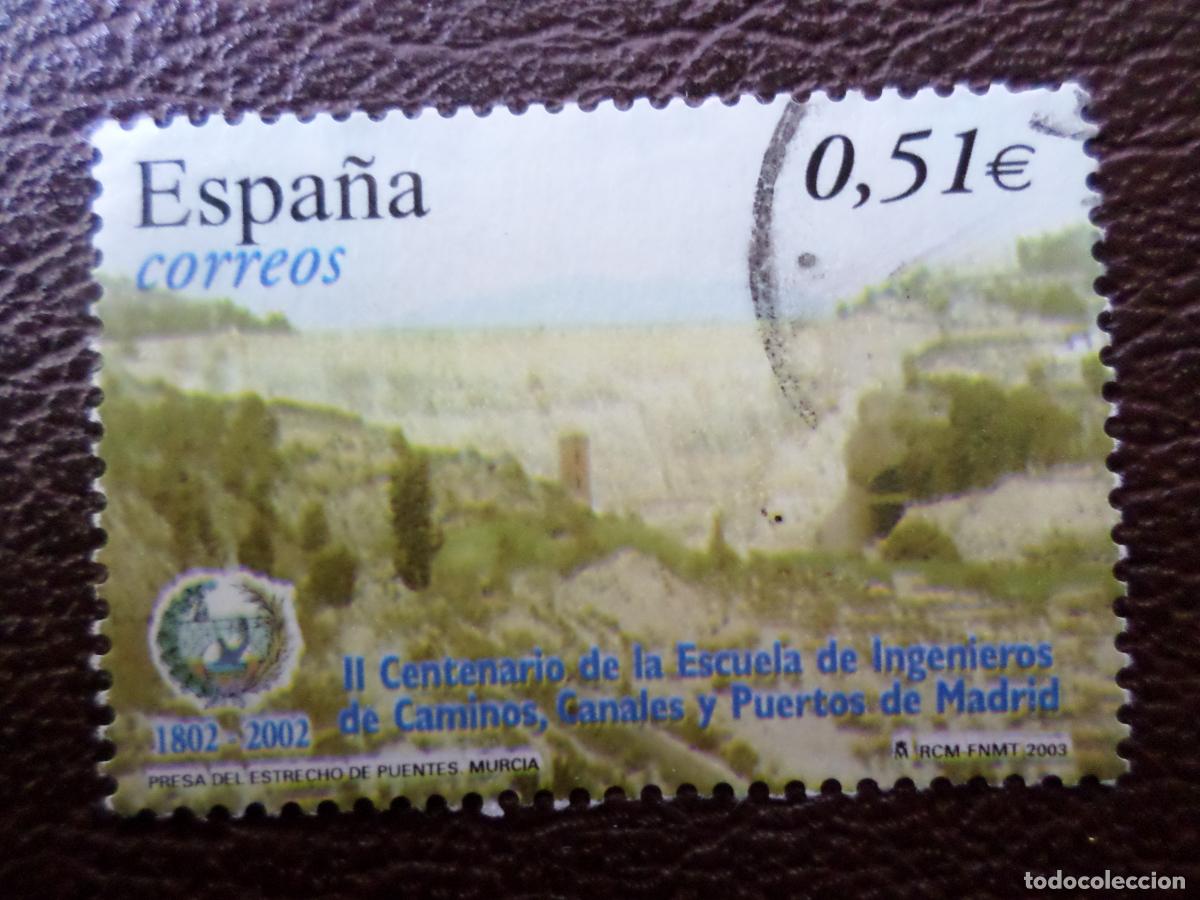 España
correos
0,51€
II Centenario de la Escuela de Ingenieros
de Caminos, Canales y Puertos de Madrid
1802 - 2002
PRESA DEL ESTRECHO DE PUENTES. MURCIA
RCM-FNMT 2003
todocoleccion